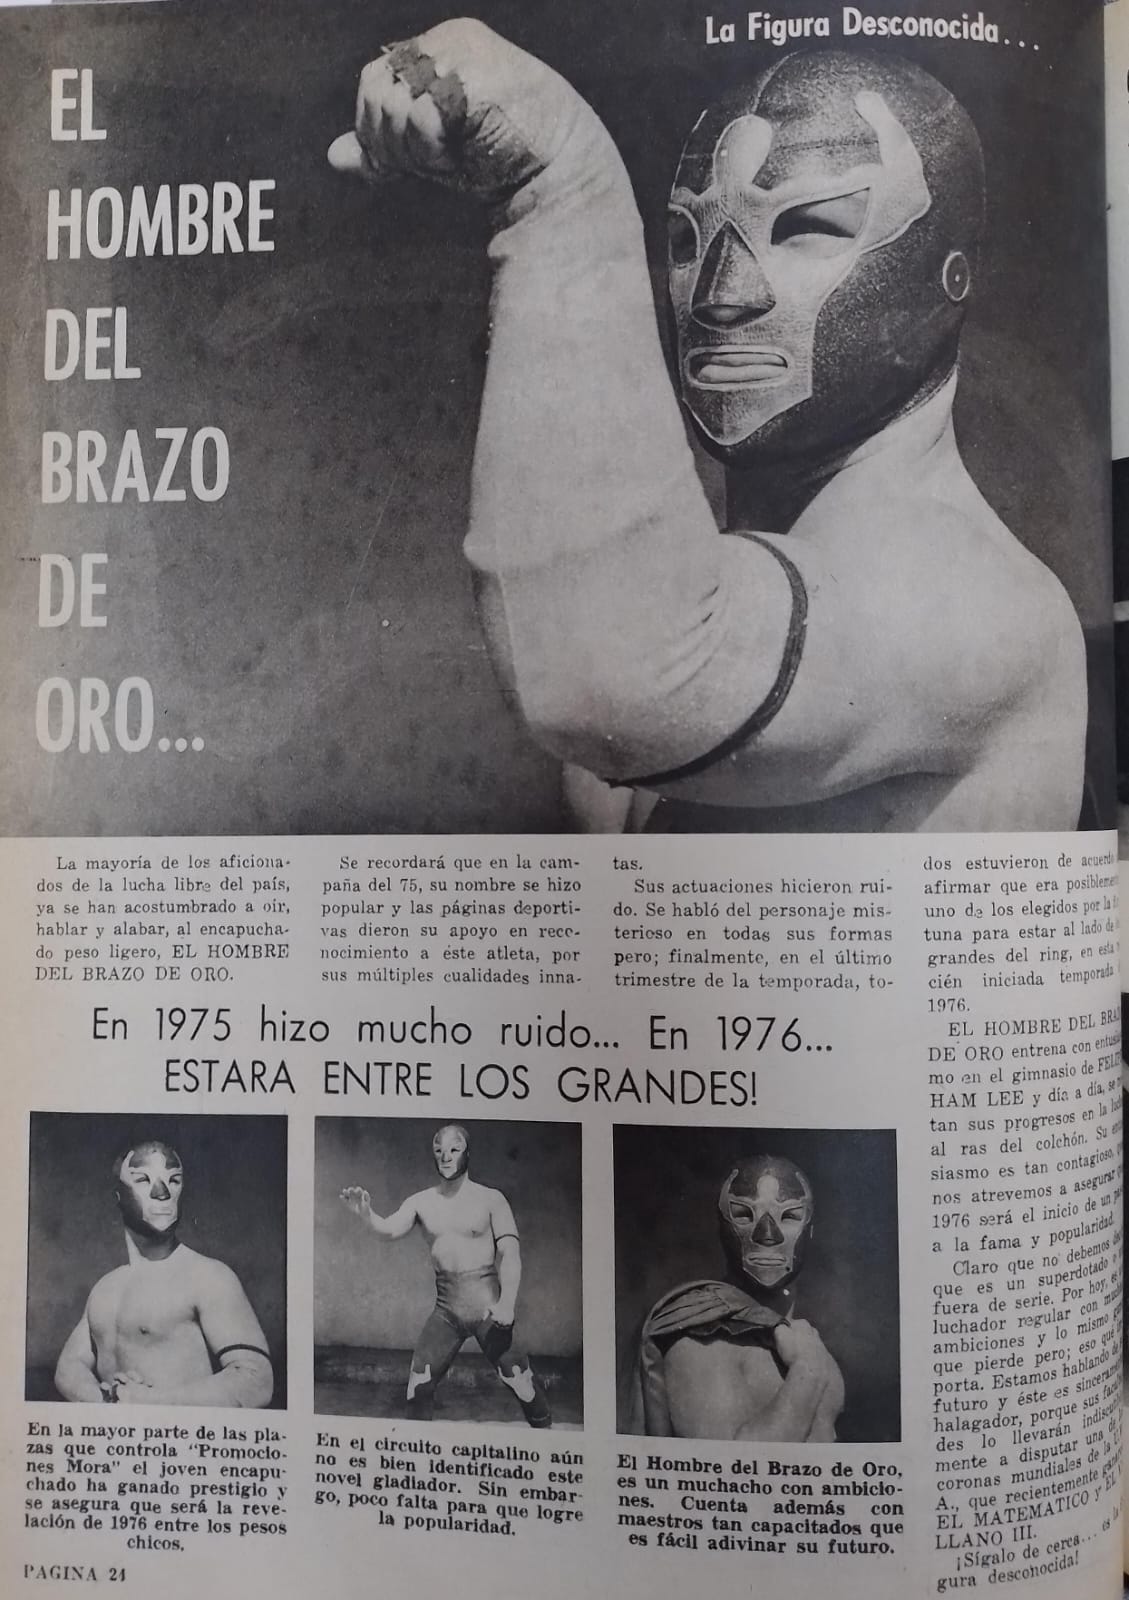 La Figura Desconocida...
EL
HOMBRE
DEL
BRAZO
DE
ORO...
La mayoría de los aficiona-
dos de la lucha libre del país,
ya se han acostumbrado a oír,
hablar y alabar, al encapucha-
do peso ligero, EL HOMBRE
DEL BRAZO DE ORO.
Se recordará que en la cam-
paña del 75, su nombre se hizo
popular y las páginas deporti-
vas dieron su apoyo en reco-
nocimiento a éste atleta, por
sus múltiples cualidades inna-
tas.
Sus actuaciones hicieron rui-
do. Se habló del personaje mis-
terioso en todas sus formas
pero; finalmente, en el último
trimestre de la temporada, to-
dos estuvieron de acuerdo
afirmar que era posiblemente
uno de los elegidos por la
tuna para estar al lado de
grandes del ring, en esta
cién iniciada temporada
1976.
EL HOMBRE DEL BRA
DE ORO entrena con entusia
mo en el gimnasio de FELI
HAM LEE y día a día, se
tan sus progresos en la
al ras del colchón. Su
siasmo es tan contagioso,
nos atrevemos a asegurar
1976 será el inicio de un
a la fama y popularidad.
Claro que no debemos
que es un superdotado
fuera de serie. Por hoy,
luchador regular con
ambiciones y lo mismo
que pierde pero; eso qué
porta. Estamos hablando
futuro y éste es sincera
halagador, porque sus
des lo llevarán
mente a disputar una
coronas mundiales de la
A., que recientemente
EL MATEMATICO y EL
LLANO III.
¡Sígalo de cerca...
gura desconocida!
En 1975 hizo mucho ruido... En 1976...
ESTARA ENTRE LOS GRANDES!
En la mayor parte de las pla-
zas que controla "Promocio-
nes Mora" el joven encapu-
chado ha ganado prestigio y
se asegura que será la reve-
lación de 1976 entre los pesos
chicos.
En el circuito capitalino aún
no es bien identificado este
novel gladiador. Sin embar-
go, poco falta para que logre
la popularidad.
El Hombre del Brazo de Oro,
es un muchacho con ambicio-
nes. Cuenta además con
maestros tan capacitados que
es fácil adivinar su futuro.
PAGINA 24